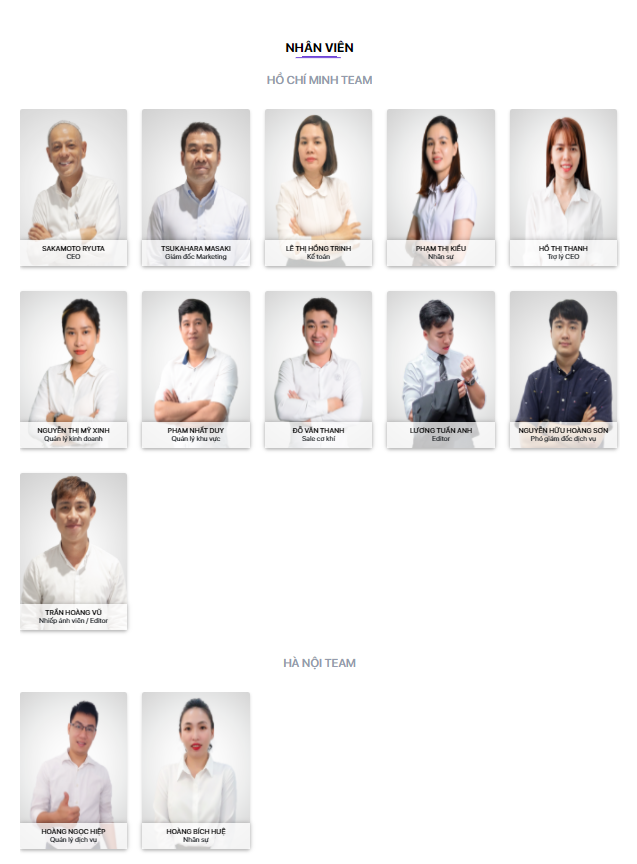 NHÂN VIÊN
HỒ CHÍ MINH TEAM
SAKAMOTO RYUTA
CEO
TSUKAHARA MASAKI
Giám đốc Marketing
LÊ THỊ HỒNG TRINH
Kế toán
PHẠM THỊ KIỀU
Nhân sự
HỒ THỊ THANH
Trợ lý CEO
NGUYỄN THỊ MỸ XINH
Quản lý kinh doanh
PHẠM NHẤT DUY
Quản lý khu vực
ĐỖ VĂN THANH
Sale cơ khí
LƯƠNG TUẤN ANH
Editor
NGUYỄN HỮU HOÀNG SƠN
Phó giám đốc dịch vụ
TRẦN HOÀNG VŨ
Nhiếp ảnh viên / Editor
HÀ NỘI TEAM
HOÀNG NGỌC HIỆP
Quản lý dịch vụ
HOÀNG BÍCH HUỆ
Nhân sự